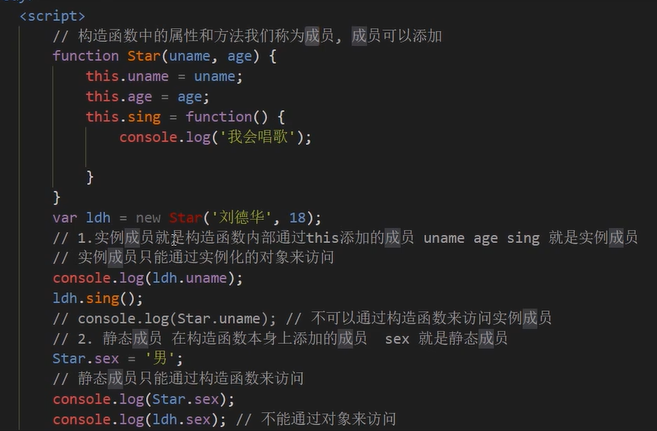 <script>
// 构造函数中的属性和方法我们称为成员, 成员可以添加
function Star(uname, age) {
this.uname = uname;
this.age = age;
this.sing = function() {
console.log('我会唱歌');
}
}
var ldh = new Star('刘德华', 18);
// 1.实例成员就是构造函数内部通过this添加的成员 uname age sing 就是实例成员
// 实例成员只能通过实例化的对象来访问
console.log(ldh.uname);
ldh.sing();
// console.log(Star.uname); // 不可以通过构造函数来访问实例成员
// 2. 静态成员 在构造函数本身上添加的成员 sex 就是静态成员
Star.sex = '男';
// 静态成员只能通过构造函数来访问
console.log(Star.sex);
console.log(ldh.sex); // 不能通过对象来访问